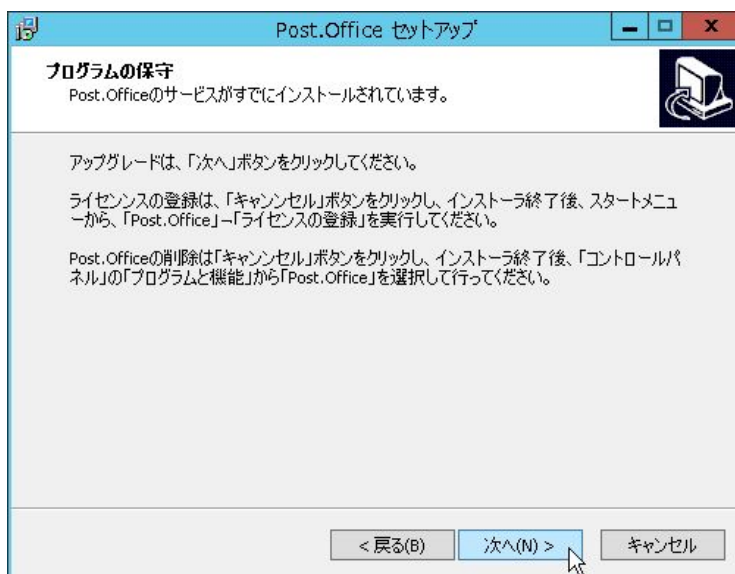 Post.Office セットアップ
プログラムの保守
Post.Officeのサービスがすでにインストールされています。
アップグレードは、「次へ」ボタンをクリックしてください。
ライセンスの登録は、「キャンンセル」ボタンをクリックし、インストーラ終了後、スタートメニュ
ーから、「Post.Office」→「ライセンスの登録」を実行してください。
Post.Officeの削除は「キャンンセル」ボタンをクリックし、インストーラ終了後、「コントロールパ
ネル」の「プログラムと機能」から「Post.Office」を選択して行ってください。
< 戻る(B)
次へ(N) >
キャンセル